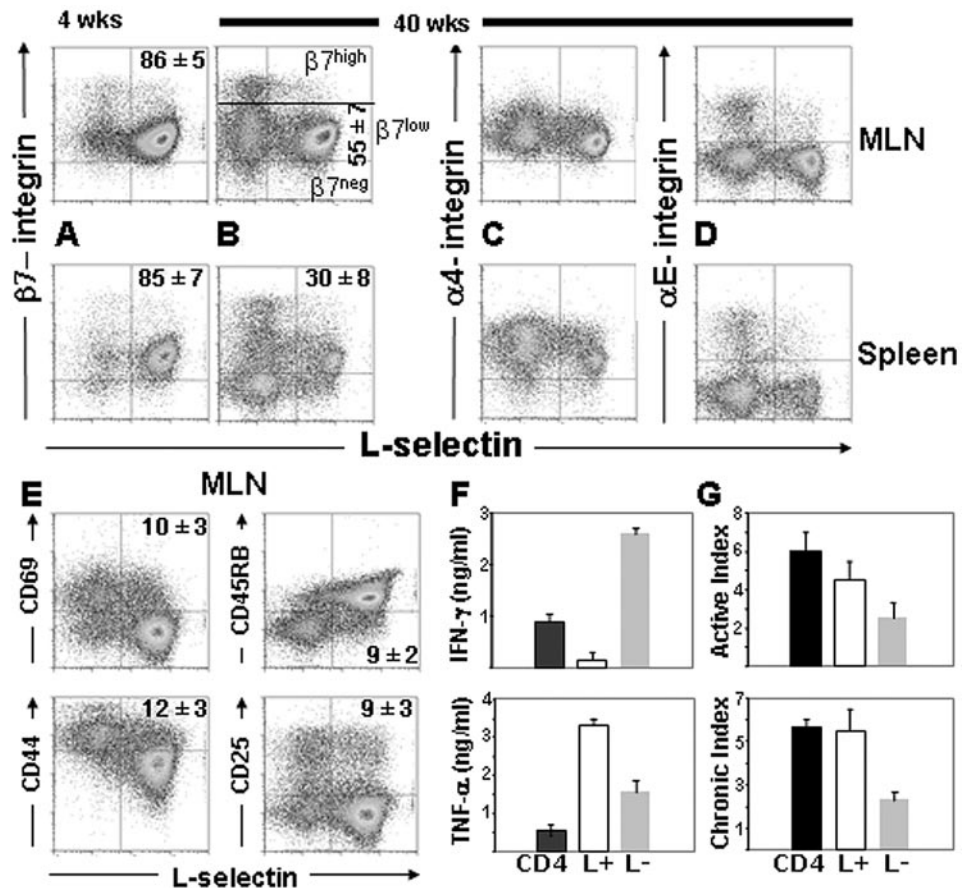 4 wks
40 wks
86 ± 5
β7high
β7low
55 ± 7
β7neg
MLN
β7– integrin
α4- integrin
αE- integrin
A
B
C
D
85 ± 7
30 ± 8
Spleen
L-selectin
E
MLN
F
G
CD69
10 ± 3
CD45RB
9 ± 2
CD44
12 ± 3
CD25
9 ± 3
L-selectin
IFN-γ (ng/ml)
3
2
1
TNF-α (ng/ml)
4
3
2
1
CD4 L+ L-
Active Index
8
6
4
2
Chronic Index
7
5
3
1
CD4 L+ L-